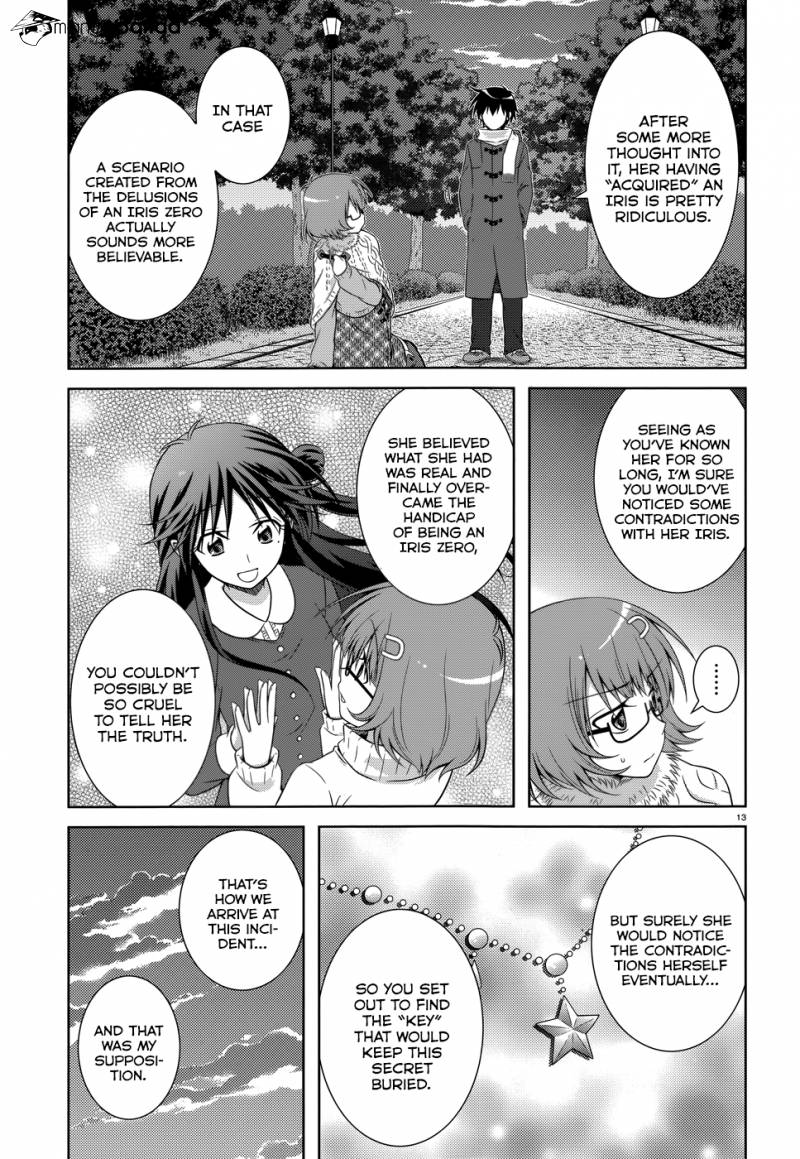 AFTER
SOME MORE
THOUGHT INTO
IT, HER HAVING
"ACQUIRED" AN
IRIS IS PRETTY
RIDICULOUS.
IN THAT
CASE
A SCENARIO
CREATED FROM
THE DELUSIONS
OF AN IRIS ZERO
ACTUALLY
SOUNDS MORE
BELIEVABLE.
SEEING AS
YOU'VE KNOWN
HER FOR SO
LONG, I'M SURE
YOU WOULD'VE
NOTICED SOME
CONTRADICTIONS
WITH HER IRIS.
......
SHE BELIEVED
WHAT SHE HAD
WAS REAL AND
FINALLY OVER-
CAME THE
HANDICAP
OF BEING AN
IRIS ZERO,
YOU COULDN'T
POSSIBLY BE
SO CRUEL
TO TELL HER
THE TRUTH.
13
BUT SURELY SHE
WOULD NOTICE
THE CONTRADIC-
TIONS HERSELF
EVENTUALLY...
SO YOU SET
OUT TO FIND
THE "KEY"
THAT WOULD
KEEP THIS
SECRET
BURIED.
THAT'S
HOW WE
ARRIVE AT
THIS INCI-
DENT...
AND THAT
WAS MY
SUPPOSI-
TION.